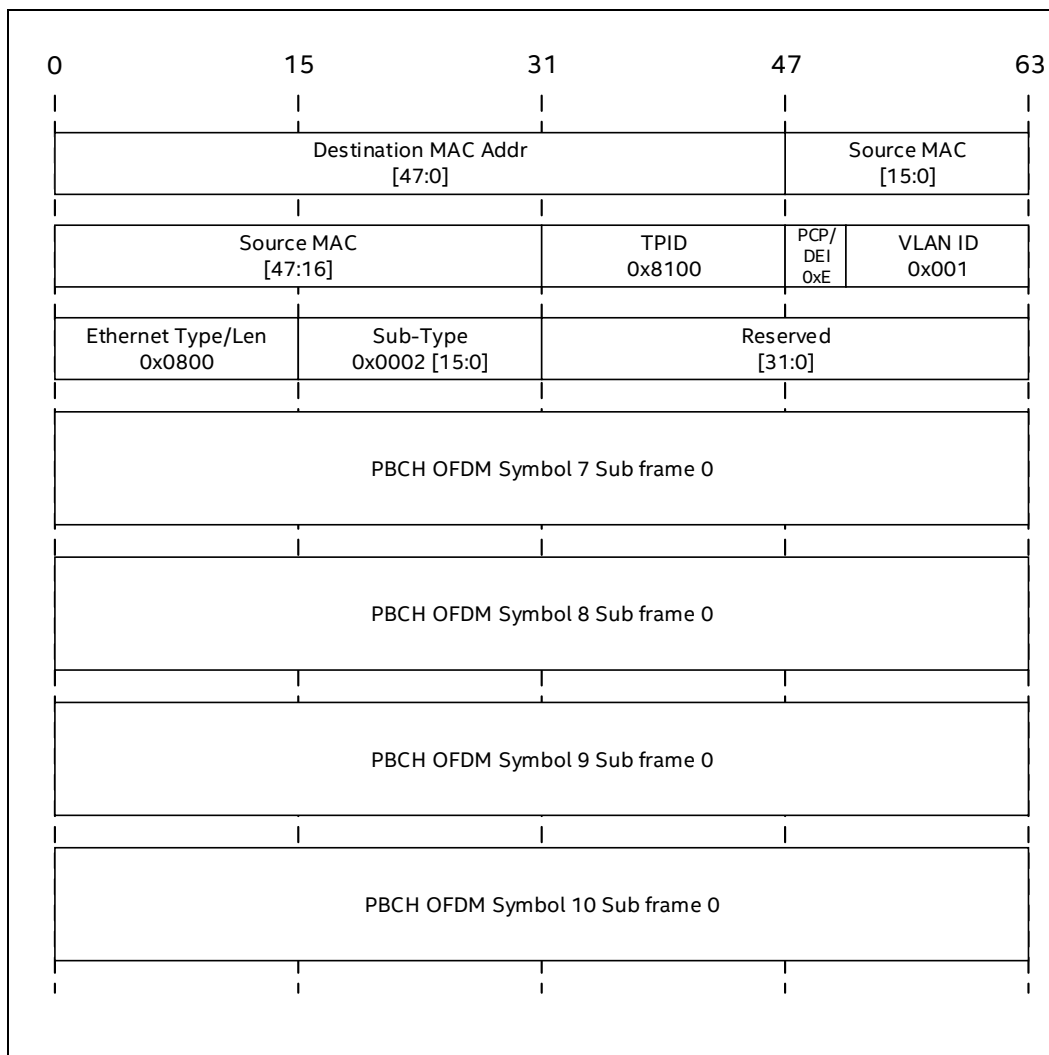 0 15 31 47 63
Destination MAC Addr
[47:0]
Source MAC
[15:0]
Source MAC
[47:16]
TPID
0x8100
PCP/
DEI
0xE
VLAN ID
0x001
Ethernet Type/Len
0x0800
Sub-Type
0x0002 [15:0]
Reserved
[31:0]
PBCH OFDM Symbol 7 Sub frame 0
PBCH OFDM Symbol 8 Sub frame 0
PBCH OFDM Symbol 9 Sub frame 0
PBCH OFDM Symbol 10 Sub frame 0